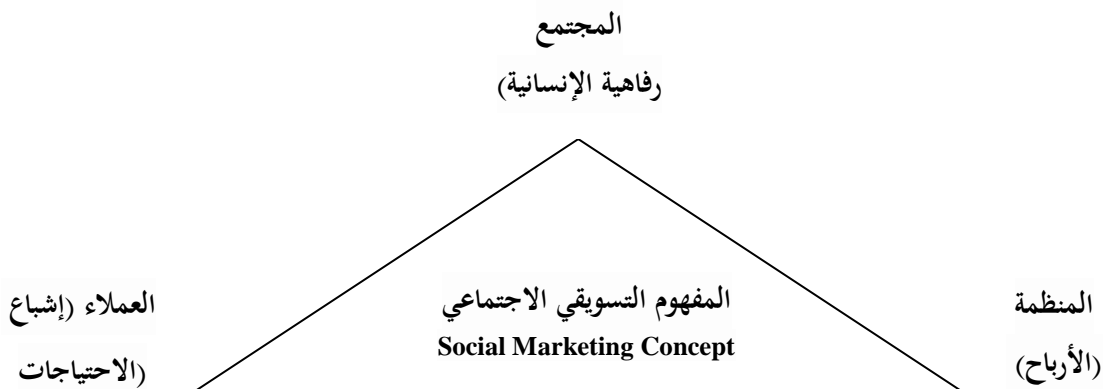 المجتمع
رفاهية الإنسانية)
المنظمة
(الأرباح)
المفهوم التسويقي الاجتماعي
Social Marketing Concept
العملاء (إشباع
الاحتياجات)